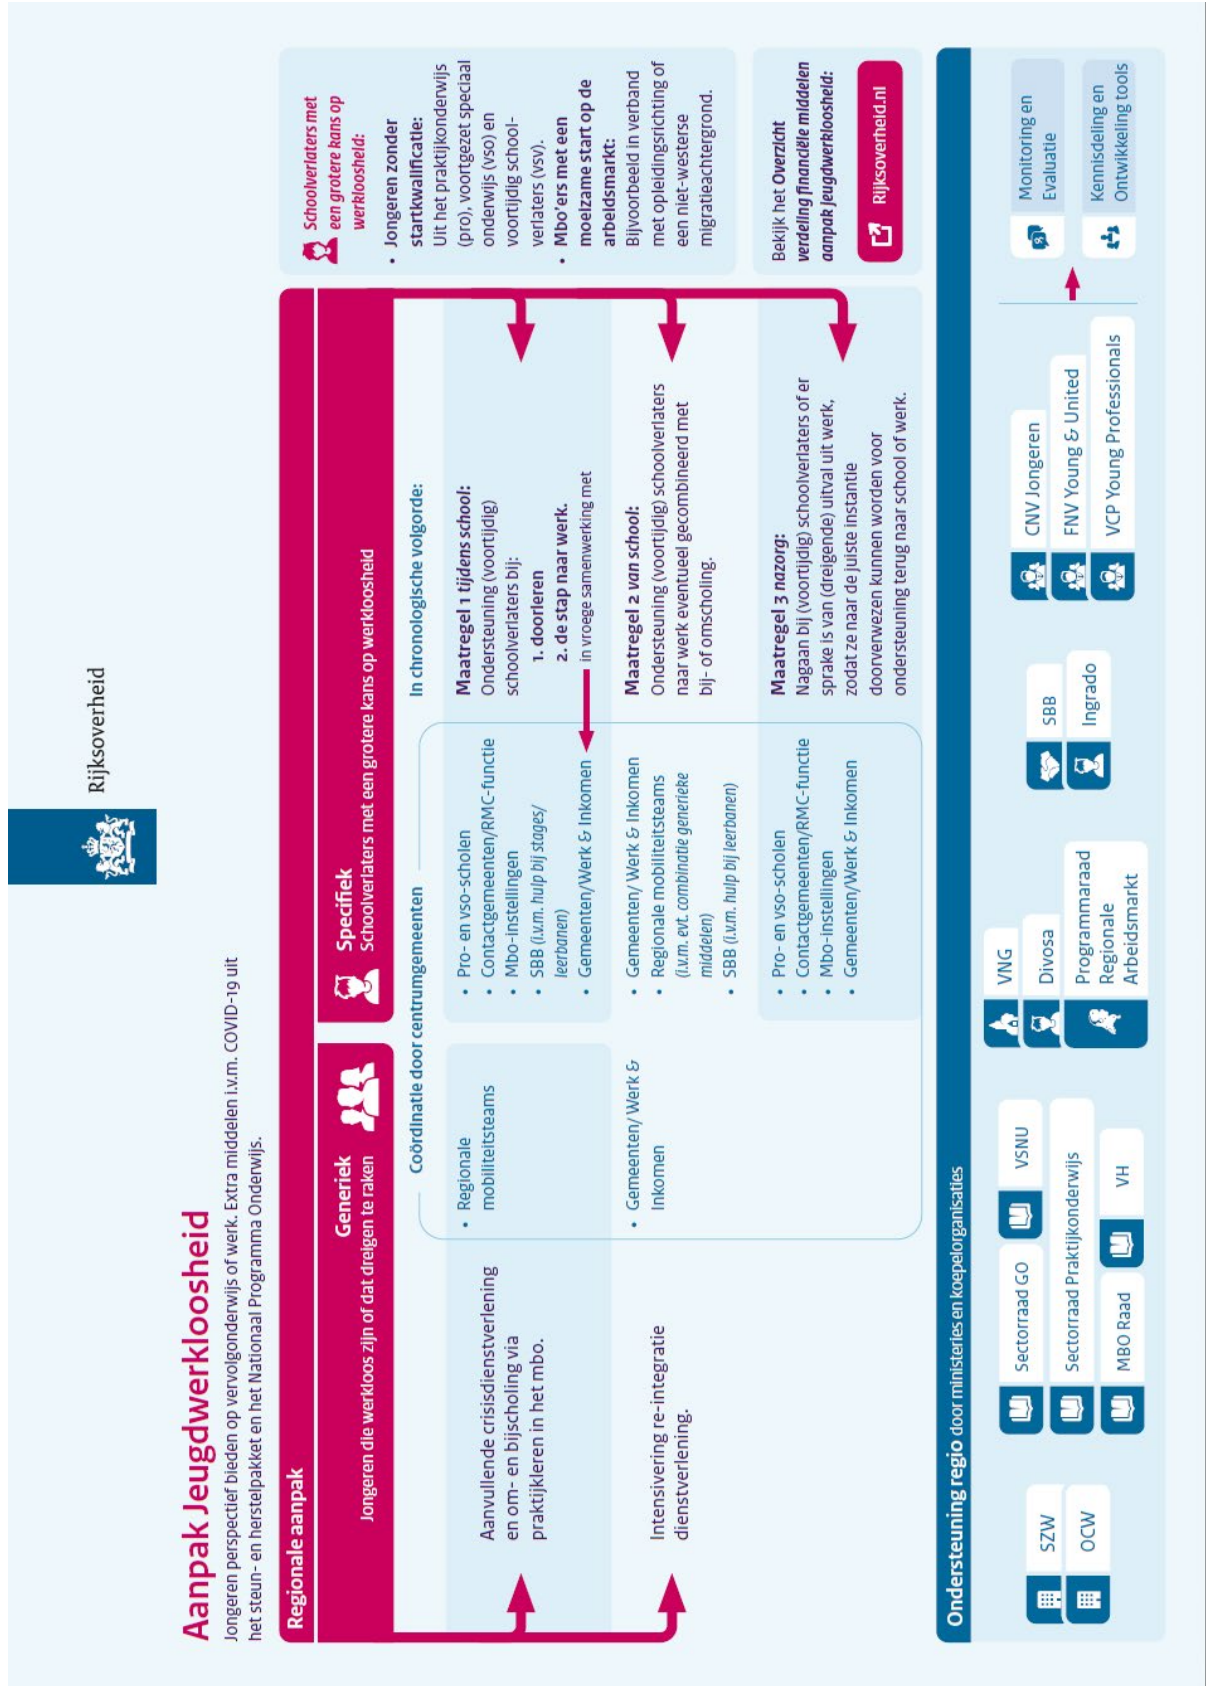 Rijksoverheid
Aanpak Jeugdwerkloosheid
Jongeren perspectief bieden op vervolgonderwijs of werk. Extra middelen i.v.m. COVID-19 uit
het steun- en herstelpakket en het Nationaal Programma Onderwijs.
Regionale aanpak
Generiek
Jongeren die werkloos zijn of dat dreigen te raken
Specifiek
Schoolverlaters met een grotere kans op werkloosheid
Coördinatie door centrumgemeenten
In chronologische volgorde:
Aanvullende crisisdienstverlening
en om- en bijscholing via
praktijkleren in het mbo.
• Regionale
mobiliteitsteams
• Pro- en vso-scholen
• Contactgemeenten/RMC-functie
• Mbo-instellingen
• SBB (i.v.m. hulp bij stages/
leerbanen)
• Gemeenten/Werk & Inkomen
Maatregel 1 tijdens school:
Ondersteuning (voortijdig)
schoolverlaters bij:
1. doorleren
2. de stap naar werk.
in vroege samenwerking met
Intensivering re-integratie
dienstverlening.
• Gemeenten/ Werk &
Inkomen
• Gemeenten/ Werk & Inkomen
• Regionale mobiliteitsteams
(i.v.m. evt. combinatie generieke
middelen)
• SBB (i.v.m. hulp bij leerbanen)
Maatregel 2 van school:
Ondersteuning (voortijdig) schoolverlaters
naar werk eventueel gecombineerd met
bij- of omscholing.
• Pro- en vso-scholen
• Contactgemeenten/RMC-functie
• Mbo-instellingen
• Gemeenten/Werk & Inkomen
Maatregel 3 nazorg:
Nagaan bij (voortijdig) schoolverlaters of er
sprake is van (dreigende) uitval uit werk,
zodat ze naar de juiste instantie
doorverwezen kunnen worden voor
ondersteuning terug naar school of werk.
Schoolverlaters met
een grotere kans op
werkloosheid:
• Jongeren zonder
startkwalificatie:
Uit het praktijkonderwijs
(pro), voortgezet speciaal
onderwijs (vso) en
voortijdig school-
verlaters (vsv).
• Mbo'ers met een
moeizame start op de
arbeidsmarkt:
Bijvoorbeeld in verband
met opleidingsrichting of
een niet-westerse
migratieachtergrond.
Bekijk het Overzicht
verdeling financiële middelen
aanpak jeugdwerkloosheid:
Rijksoverheid.nl
Ondersteuning regio door ministeries en koepelorganisaties
SZW
OCW
Sectorraad GO
VSNU
Sectorraad Praktijkonderwijs
MBO Raad
VH
VNG
Divosa
Programmaraad
Regionale
Arbeidsmarkt
SBB
Ingrado
CNV Jongeren
FNV Young & United
VCP Young Professionals
Monitoring en
Evaluatie
Kennisdeling en
Ontwikkeling tools